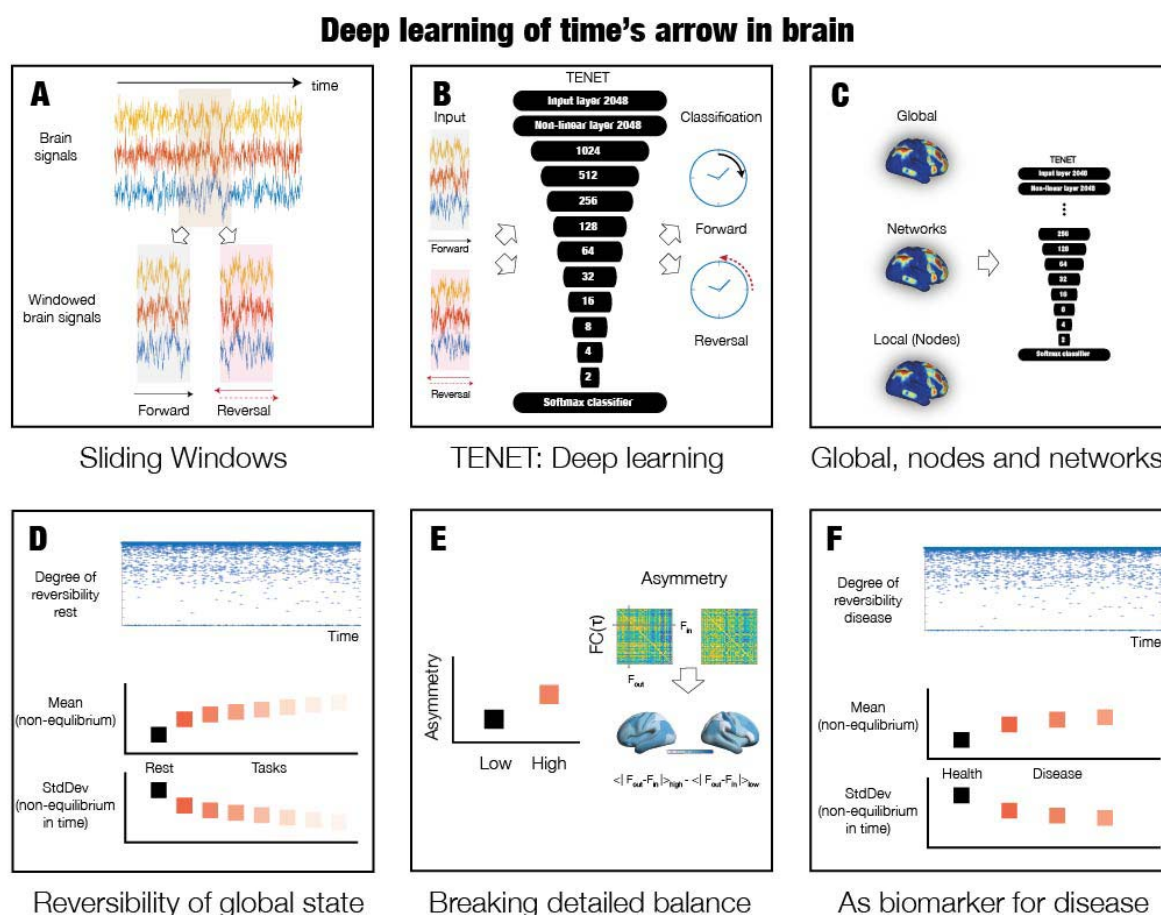 Deep learning of time's arrow in brain
A
time
Brain
signals
Windowed
brain signals
Forward
Reversal
Sliding Windows
B
TENET
Input
Input layer 2048
Non-linear layer 2048
1024
512
256
128
64
32
16
8
4
2
Softmax classifier
Forward
Reversal
Classification
Forward
Reversal
TENET: Deep learning
C
Global
Networks
Local (Nodes)
TENET
Input layer 2048
Non-linear layer 2048
256
128
64
32
16
4
Softmax classifier
Global, nodes and networks
D
Degree of
reversibility
rest
Time
Mean
(non-equlibrium)
Rest
Tasks
StdDev
(non-equilibrium
in time)
Reversibility of global state
E
Asymmetry
Low
High
Asymmetry
FC(τ)
Fin
Fout
<| Fout-Fin |>high - <| Fout-Fin |>low
Breaking detailed balance
F
Degree of
reversibility
disease
Time
Mean
(non-equlibrium)
Health
Disease
StdDev
(non-equilibrium
in time)
As biomarker for disease